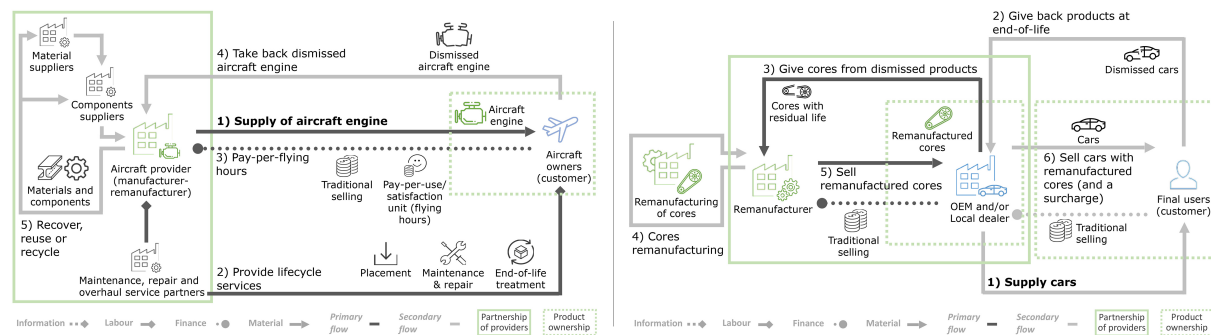 Material
suppliers
Components
suppliers
Aircraft provider
(manufacturer-
remanufacturer)
Materials and
components
5) Recover,
reuse or
recycle
Maintenance, repair and
overhaul service partners
4) Take back dismissed
aircraft engine
Dismissed
aircraft engine
1) Supply of aircraft engine
Aircraft
engine
3) Pay-per-flying
hours
Traditional
selling
Pay-per-use/
satisfaction
unit (flying
hours)
Aircraft
owners
(customer)
2) Provide lifecycle
services
Placement
Maintenance
& repair
End-of-life
treatment
Information
Labour
Finance
Material
Primary
flow
Secondary
flow
Partnership
of providers
Product
ownership
2) Give back products at
end-of-life
Dismissed cars
3) Give cores from dismissed products
Cores with
residual life
Remanufactured
cores
Cars
Remanufacturing
of cores
Remanufacturer
5) Sell
remanufactured cores
OEM and/or
Local dealer
6) Sell cars with
remanufactured
cores (and a
surcharge)
Final users
(customer)
4) Cores
remanufacturing
Traditional
selling
Traditional
selling
1) Supply cars
Information
Labour
Finance
Material
Primary
flow
Secondary
flow
Partnership
of providers
Product
ownership